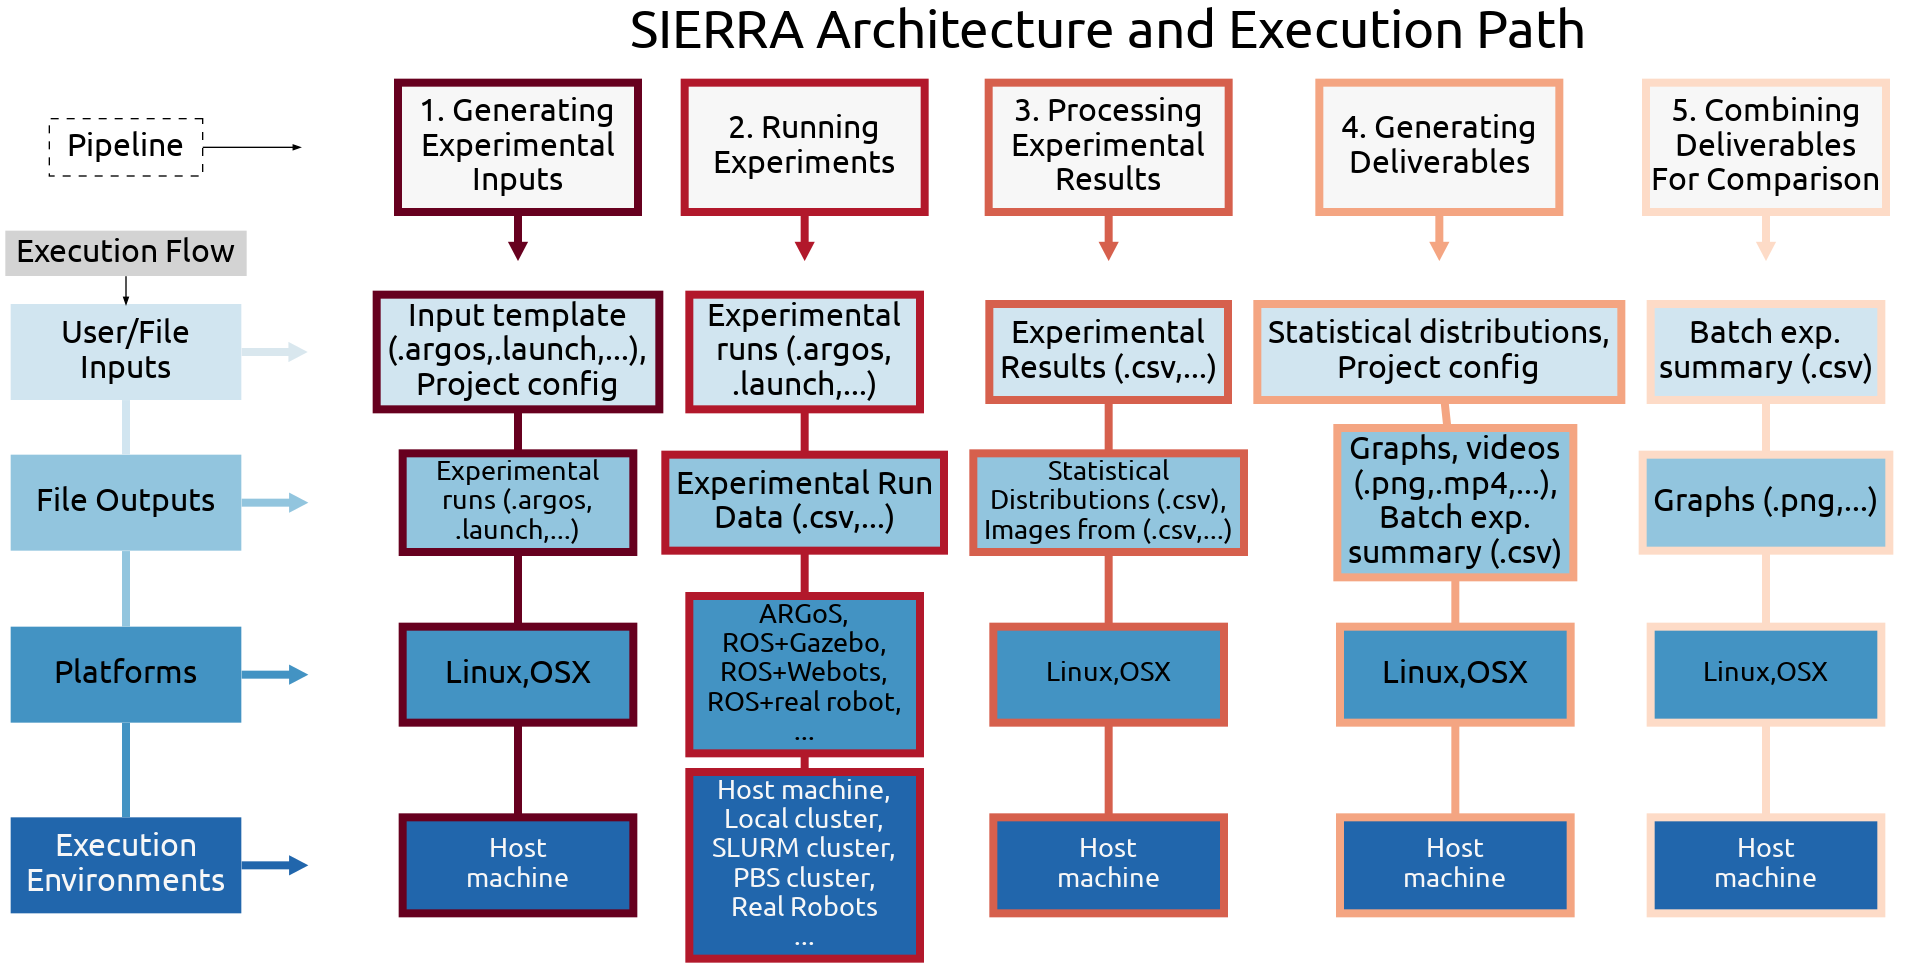 SIERRA Architecture and Execution Path
Pipeline
1. Generating
Experimental
Inputs
2. Running
Experiments
3. Processing
Experimental
Results
4. Generating
Deliverables
5. Combining
Deliverables
For Comparison
Execution Flow
User/File
Inputs
Input template
(.argos,.launch,...),
Project config
Experimental
runs (.argos,
.launch,...)
Experimental
Results (.csv,...)
Statistical distributions,
Project config
Batch exp.
summary (.csv)
File Outputs
Experimental
runs (.argos,
.launch,...)
Experimental Run
Data (.csv,...)
Statistical
Distributions (.csv),
Images from (.csv,...)
Graphs, videos
(.png,.mp4,...),
Batch exp.
summary (.csv)
Graphs (.png,...)
Platforms
Linux,OSX
ARGoS,
ROS+Gazebo,
ROS+Webots,
ROS+real robot,
...
Linux,OSX
Linux,OSX
Linux,OSX
Execution
Environments
Host
machine
Host machine,
Local cluster,
SLURM cluster,
PBS cluster,
Real Robots
...
Host
machine
Host
machine
Host
machine